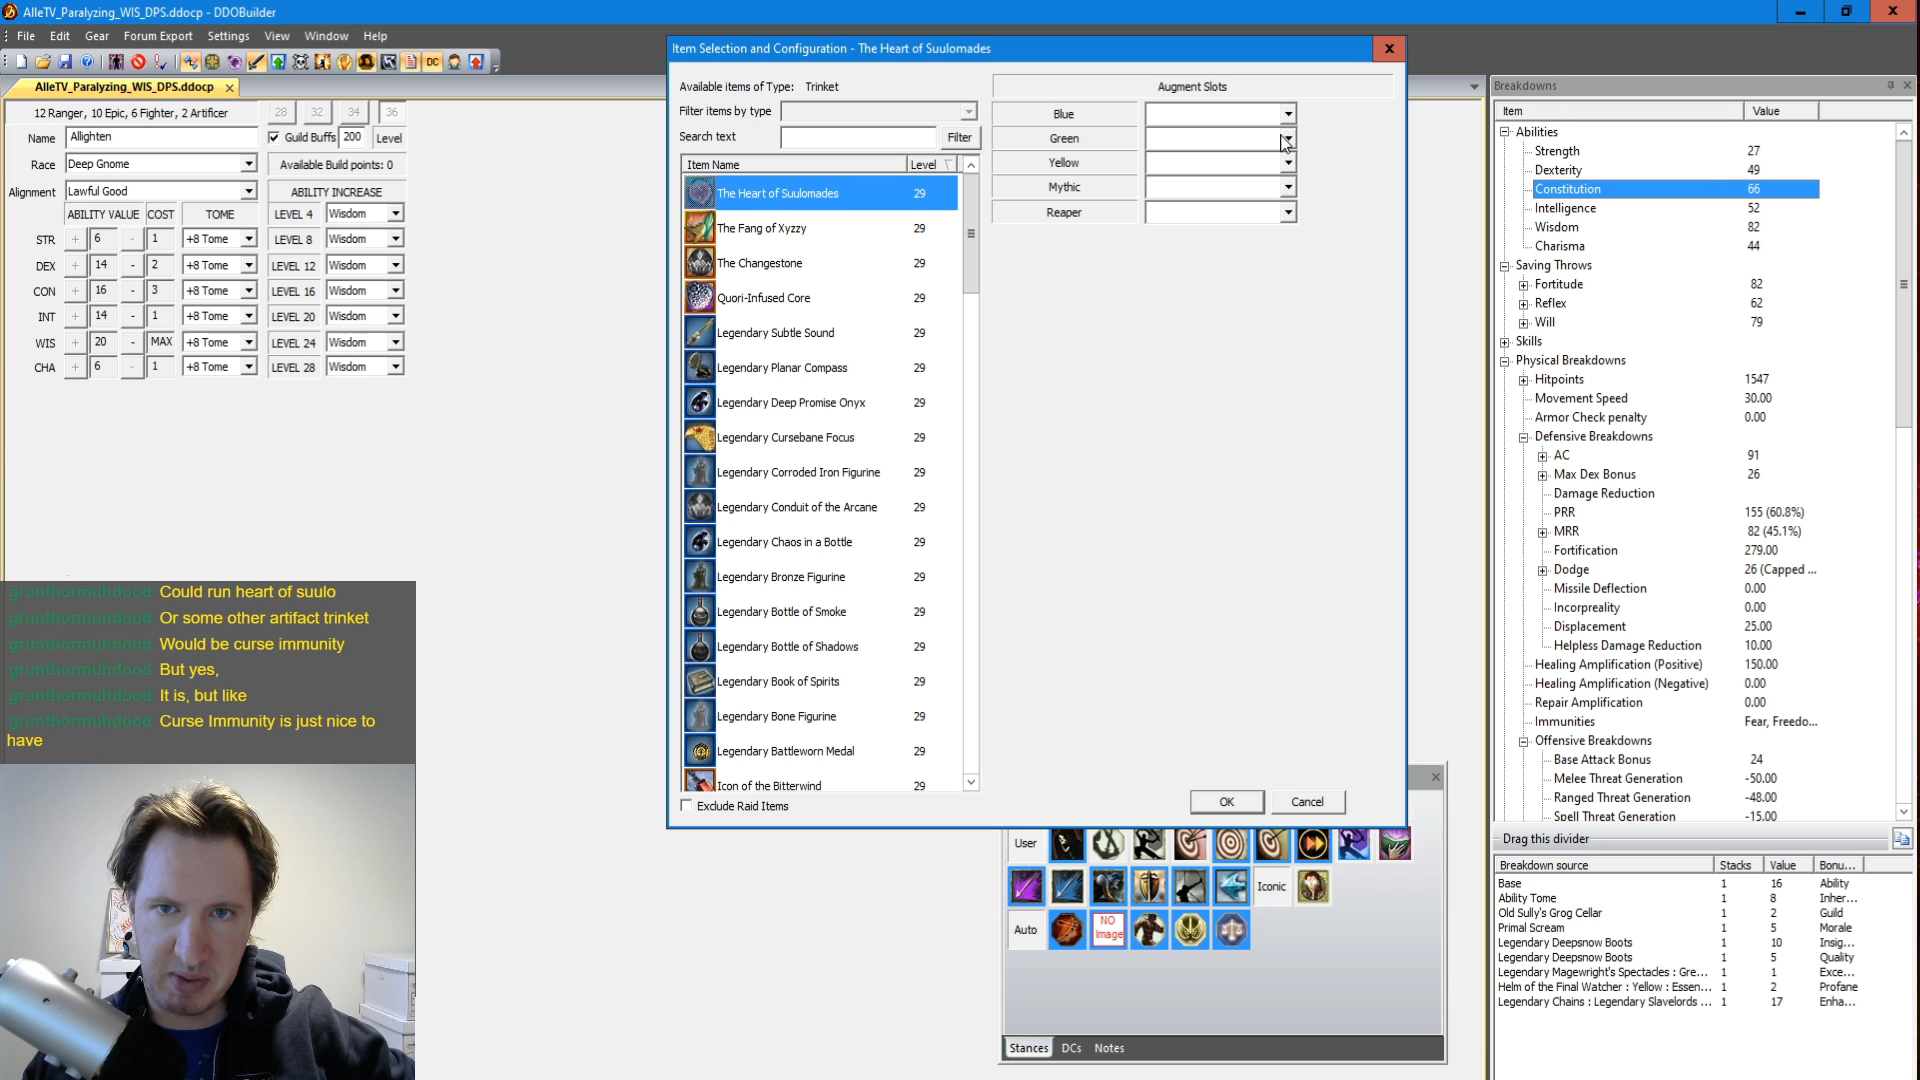 AlleTV_Paralyzing_WIS_DPS.ddocp - DDOBuilder
File Edit Gear Forum Export Settings View Window Help
DC
AlleTV_Paralyzing_WIS_DPS.ddocp
12 Ranger, 10 Epic, 6 Fighter, 2 Artificer 28 32 34 36
Name Allighten Guild Buffs 200 Level
Race Deep Gnome Available Build points: 0
Alignment Lawful Good ABILITY INCREASE
ABILITY VALUE COST TOME LEVEL 4 Wisdom
STR + 6 - 1 +8 Tome LEVEL 8 Wisdom
DEX + 14 - 2 +8 Tome LEVEL 12 Wisdom
CON + 16 - 3 +8 Tome LEVEL 16 Wisdom
INT + 14 - 1 +8 Tome LEVEL 20 Wisdom
WIS + 20 - MAX +8 Tome LEVEL 24 Wisdom
CHA + 6 - 1 +8 Tome LEVEL 28 Wisdom
grunthormuhdood Could run heart of suulo
grunthormuhdood Or some other artifact trinket
grunthormuhdood Would be curse immunity
grunthormuhdood But yes,
grunthormuhdood It is, but like
grunthormuhdood Curse Immunity is just nice to
have
Item Selection and Configuration - The Heart of Suulomades
Available items of Type: Trinket
Filter items by type
Search text Filter
Item Name Level
The Heart of Suulomades 29
The Fang of Xyzzy 29
The Changestone 29
Quori-Infused Core 29
Legendary Subtle Sound 29
Legendary Planar Compass 29
Legendary Deep Promise Onyx 29
Legendary Cursebane Focus 29
Legendary Corroded Iron Figurine 29
Legendary Conduit of the Arcane 29
Legendary Chaos in a Bottle 29
Legendary Bronze Figurine 29
Legendary Bottle of Smoke 29
Legendary Bottle of Shadows 29
Legendary Book of Spirits 29
Legendary Bone Figurine 29
Legendary Battleworn Medal 29
Icon of the Bitterwind 29
Exclude Raid Items
Augment Slots
Blue
Green
Yellow
Mythic
Reaper
OK Cancel
User
Iconic
Auto NO Image
Stances DCs Notes
Breakdowns
Item Value
Abilities
Strength 27
Dexterity 49
Constitution 66
Intelligence 52
Wisdom 82
Charisma 44
Saving Throws
Fortitude 82
Reflex 62
Will 79
Skills
Physical Breakdowns
Hitpoints 1547
Movement Speed 30.00
Armor Check penalty 0.00
Defensive Breakdowns
AC 91
Max Dex Bonus 26
Damage Reduction
PRR 155 (60.8%)
MRR 82 (45.1%)
Fortification 279.00
Dodge 26 (Capped ...
Missile Deflection 0.00
Incorporeality 0.00
Displacement 25.00
Helpless Damage Reduction 10.00
Healing Amplification (Positive) 150.00
Healing Amplification (Negative) 0.00
Repair Amplification 0.00
Immunities Fear, Freedo...
Offensive Breakdowns
Base Attack Bonus 24
Melee Threat Generation -50.00
Ranged Threat Generation -48.00
Spell Threat Generation -15.00
Drag this divider
Breakdown source Stacks Value Bonu...
Base 1 16 Ability
Ability Tome 1 8 Inher...
Old Sully's Grog Cellar 1 2 Guild
Primal Scream 1 5 Morale
Legendary Deepsnow Boots 1 10 Insig...
Legendary Deepsnow Boots 1 5 Quality
Legendary Magewright's Spectacles : Gre... 1 1 Exce...
Helm of the Final Watcher : Yellow : Essen... 1 2 Profane
Legendary Chains : Legendary Slavelords ... 1 17 Enha...